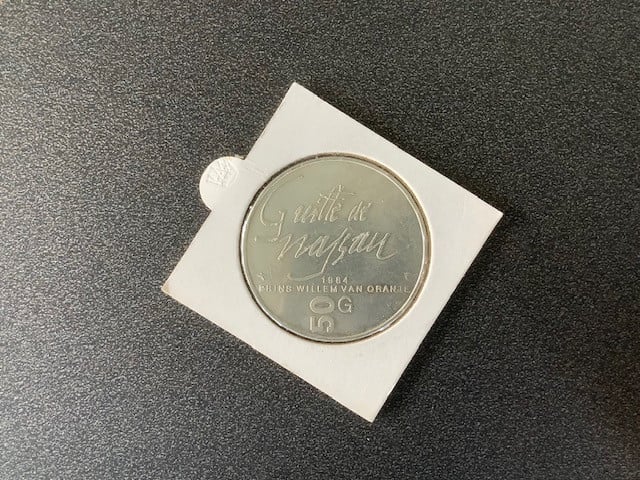 Guille de
nassau
1984
PRINS WILLEM VAN ORANJE
50 G